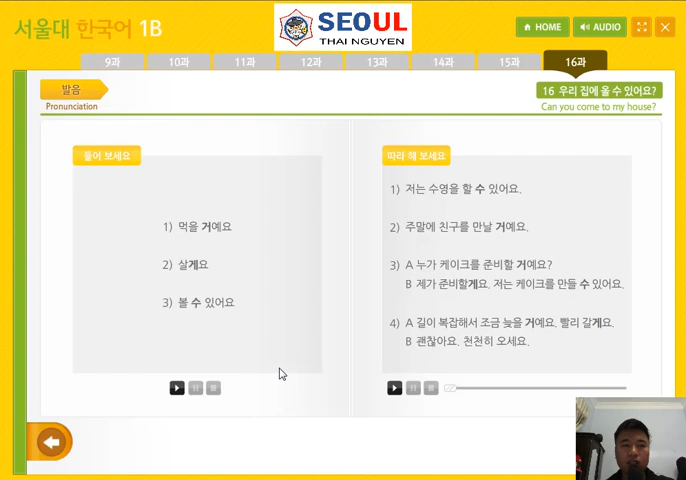 서울대 한국어 1B
SEOUL
THAI NGUYEN
HOME
AUDIO
9과
10과
11과
12과
13과
14과
15과
16과
발음
Pronunciation
16 우리 집에 올 수 있어요?
Can you come to my house?
들어 보세요
1) 먹을 거예요
2) 살게요
3) 볼 수 있어요
따라 해 보세요
1) 저는 수영을 할 수 있어요.
2) 주말에 친구를 만날 거예요.
3) A 누가 케이크를 준비할 거예요?
B 제가 준비할게요. 저는 케이크를 만들 수 있어요.
4) A 길이 복잡해서 조금 늦을 거예요. 빨리 갈게요.
B 괜찮아요. 천천히 오세요.